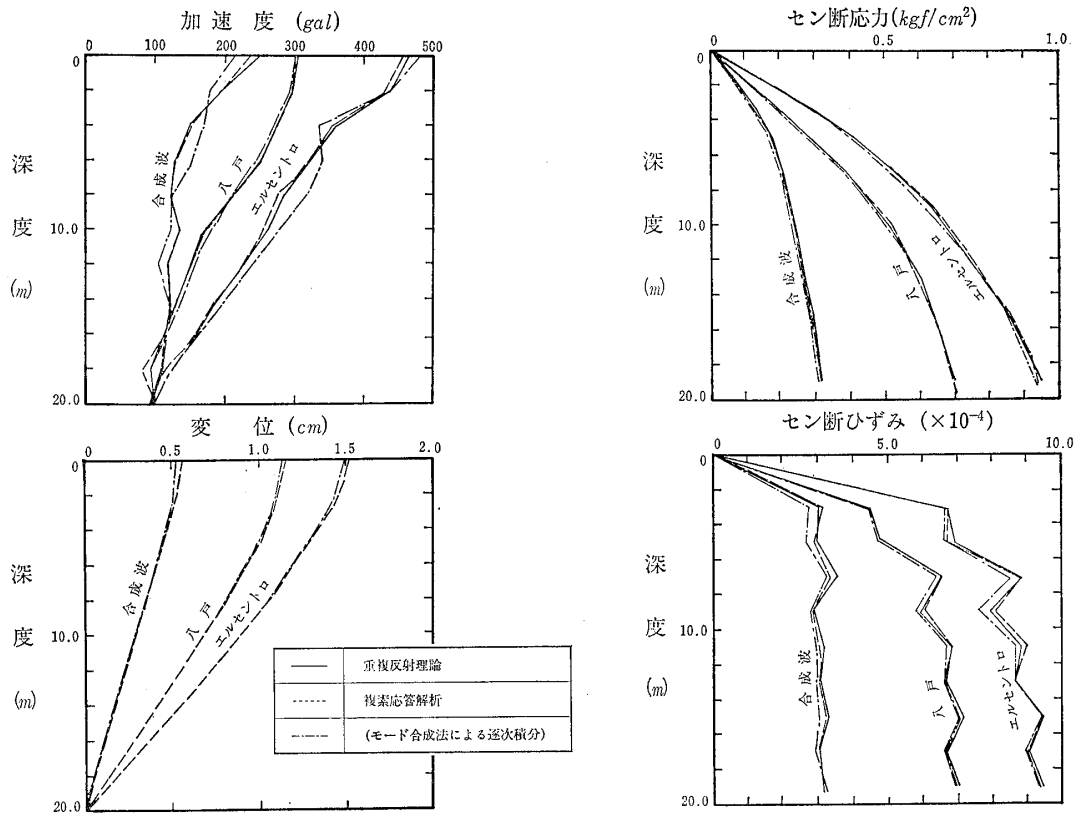 加速度 (gal)
0 100 200 300 400 500
0
10.0
20.0
深度 (m)
合成波
八戸
エルセントロ
セン断応力(kgf/cm²)
0 0.5 1.0
0
10.0
20.0
深度 (m)
合成波
八戸
エルセントロ
変位 (cm)
0 0.5 1.0 1.5 2.0
0
10.0
20.0
深度 (m)
合成波
八戸
エルセントロ
重複反射理論
複素応答解析
(モード合成法による逐次積分)
セン断ひずみ (×10⁻⁴)
0 5.0 10.0
0
10.0
20.0
深度 (m)
合成波
八戸
エルセントロ